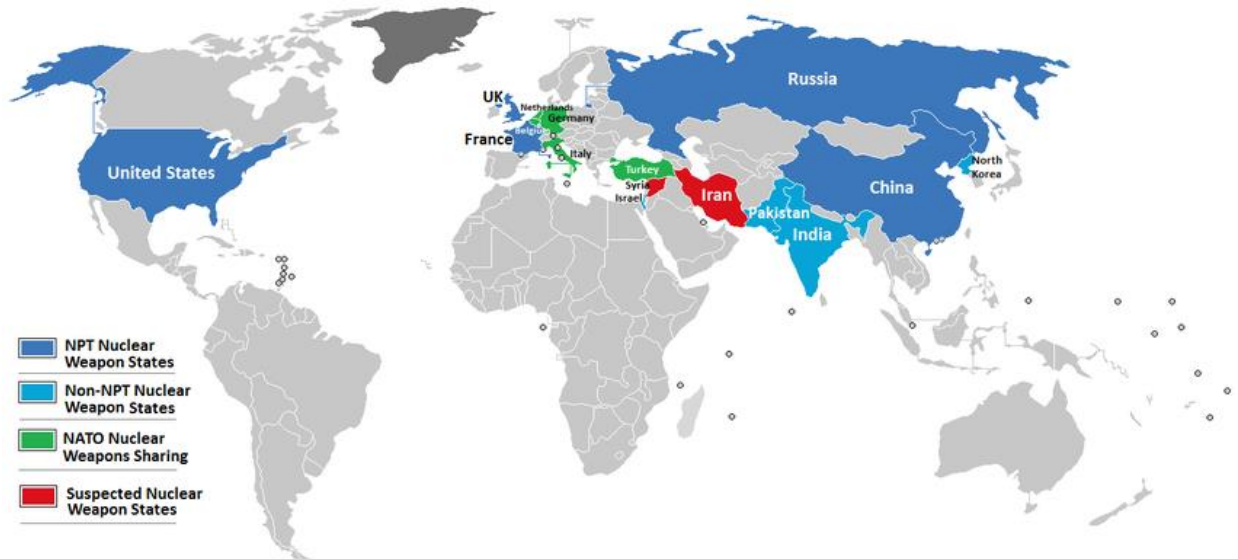 Russia
UK
Netherlands
Germany
Belgiu
France
Italy
United States
Turkey
Syria
Israel
Iran
Pakistan
India
China
North
Korea
NPT Nuclear
Weapon States
Non-NPT Nuclear
Weapon States
NATO Nuclear
Weapons Sharing
Suspected Nuclear
Weapon States